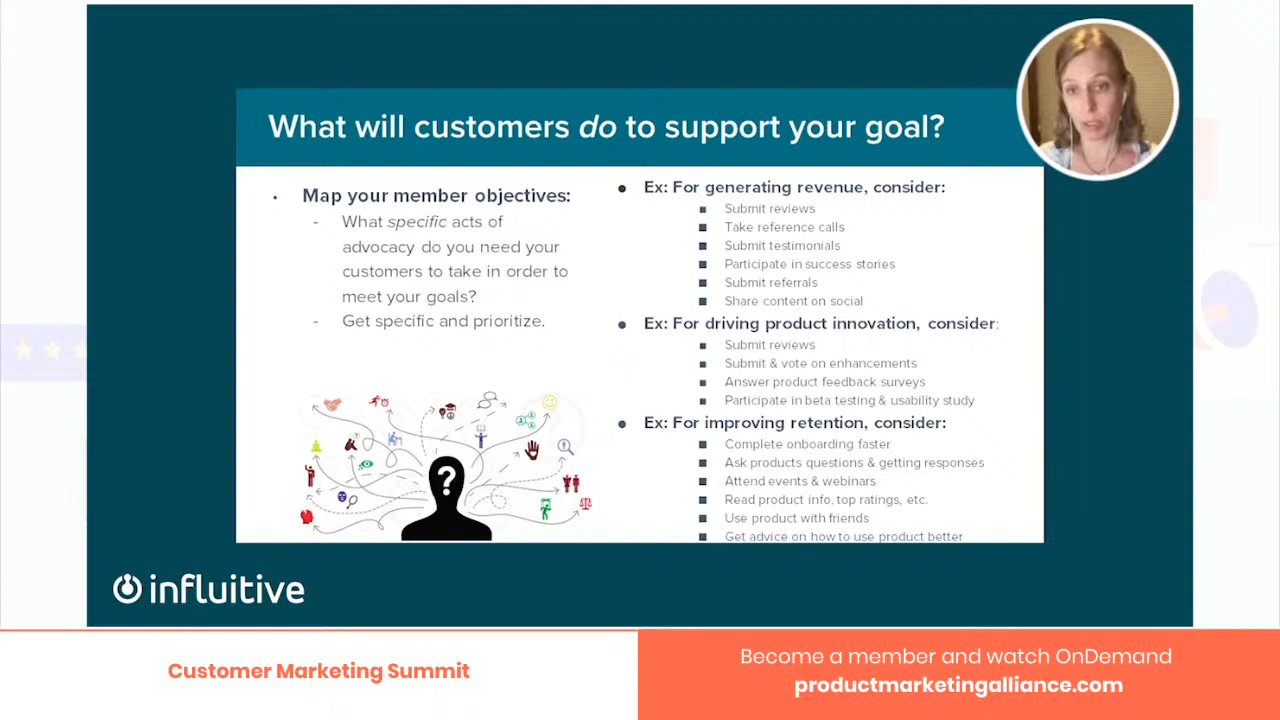 What will customers do to support your goal?
• Map your member objectives:
- What specific acts of
advocacy do you need your
customers to take in order to
meet your goals?
- Get specific and prioritize.
● Ex: For generating revenue, consider:
■ Submit reviews
■ Take reference calls
■ Submit testimonials
■ Participate in success stories
■ Submit referrals
■ Share content on social
● Ex: For driving product innovation, consider:
■ Submit reviews
■ Submit & vote on enhancements
■ Answer product feedback surveys
■ Participate in beta testing & usability study
● Ex: For improving retention, consider:
■ Complete onboarding faster
■ Ask products questions & getting responses
■ Attend events & webinars
■ Read product info, top ratings, etc.
■ Use product with friends
■ Get advice on how to use product better
?
influitive
Customer Marketing Summit
Become a member and watch OnDemand
productmarketingalliance.com